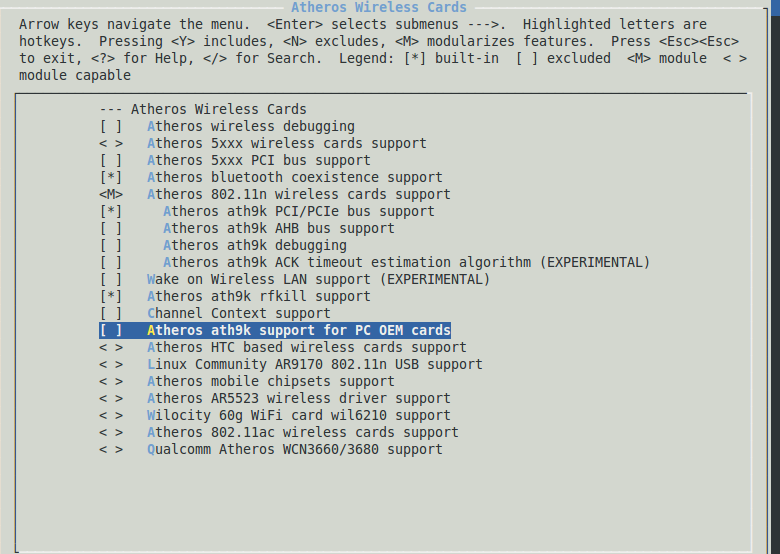 Atheros Wireless Cards
Arrow keys navigate the menu.  <Enter> selects submenus --->.  Highlighted letters are
hotkeys.  Pressing <Y> includes, <N> excludes, <M> modularizes features.  Press <Esc><Esc>
to exit, <?> for Help, </> for Search.  Legend: [*] built-in  [ ] excluded  <M> module  < >
module capable
--- Atheros Wireless Cards
[ ]   Atheros wireless debugging
< >   Atheros 5xxx wireless cards support
[ ]   Atheros 5xxx PCI bus support
[*]   Atheros bluetooth coexistence support
<M>   Atheros 802.11n wireless cards support
[*]     Atheros ath9k PCI/PCIe bus support
[ ]     Atheros ath9k AHB bus support
[ ]     Atheros ath9k debugging
[ ]     Atheros ath9k ACK timeout estimation algorithm (EXPERIMENTAL)
[ ]   Wake on Wireless LAN support (EXPERIMENTAL)
[*]   Atheros ath9k rfkill support
[ ]   Channel Context support
[ ]   Atheros ath9k support for PC OEM cards
< >   Atheros HTC based wireless cards support
< >   Linux Community AR9170 802.11n USB support
< >   Atheros mobile chipsets support
< >   Atheros AR5523 wireless driver support
< >   Wilocity 60g WiFi card wil6210 support
< >   Atheros 802.11ac wireless cards support
< >   Qualcomm Atheros WCN3660/3680 support